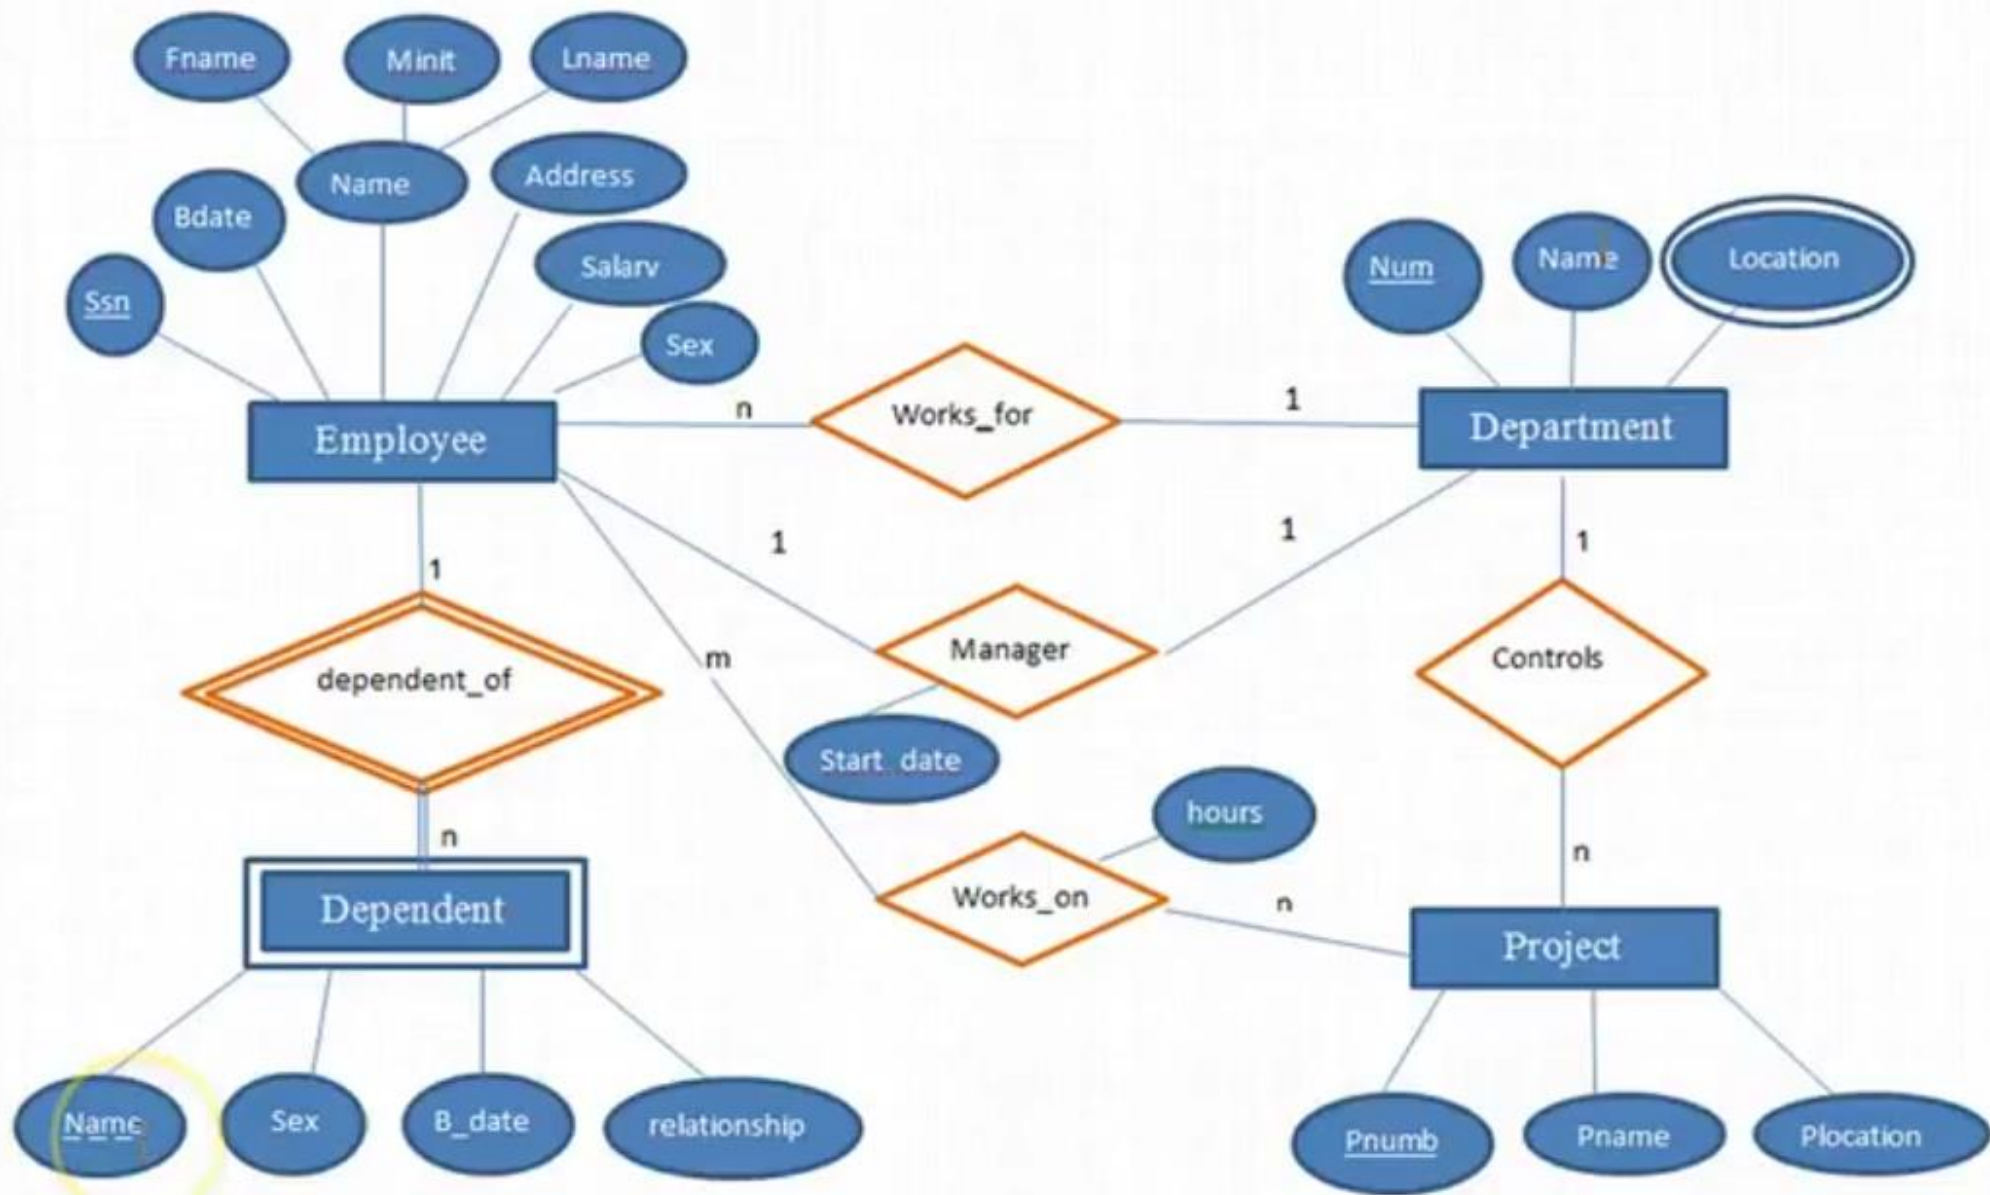 Fname
Minit
Lname
Name
Address
Bdate
Salarv
Ssn
Sex
Num
Name
Location
Employee
n
Works_for
1
Department
1
1
1
1
dependent_of
m
Manager
Controls
Start_date
hours
n
n
Works_on
n
Dependent
Project
Name
Sex
B_date
relationship
Pnumb
Pname
Plocation